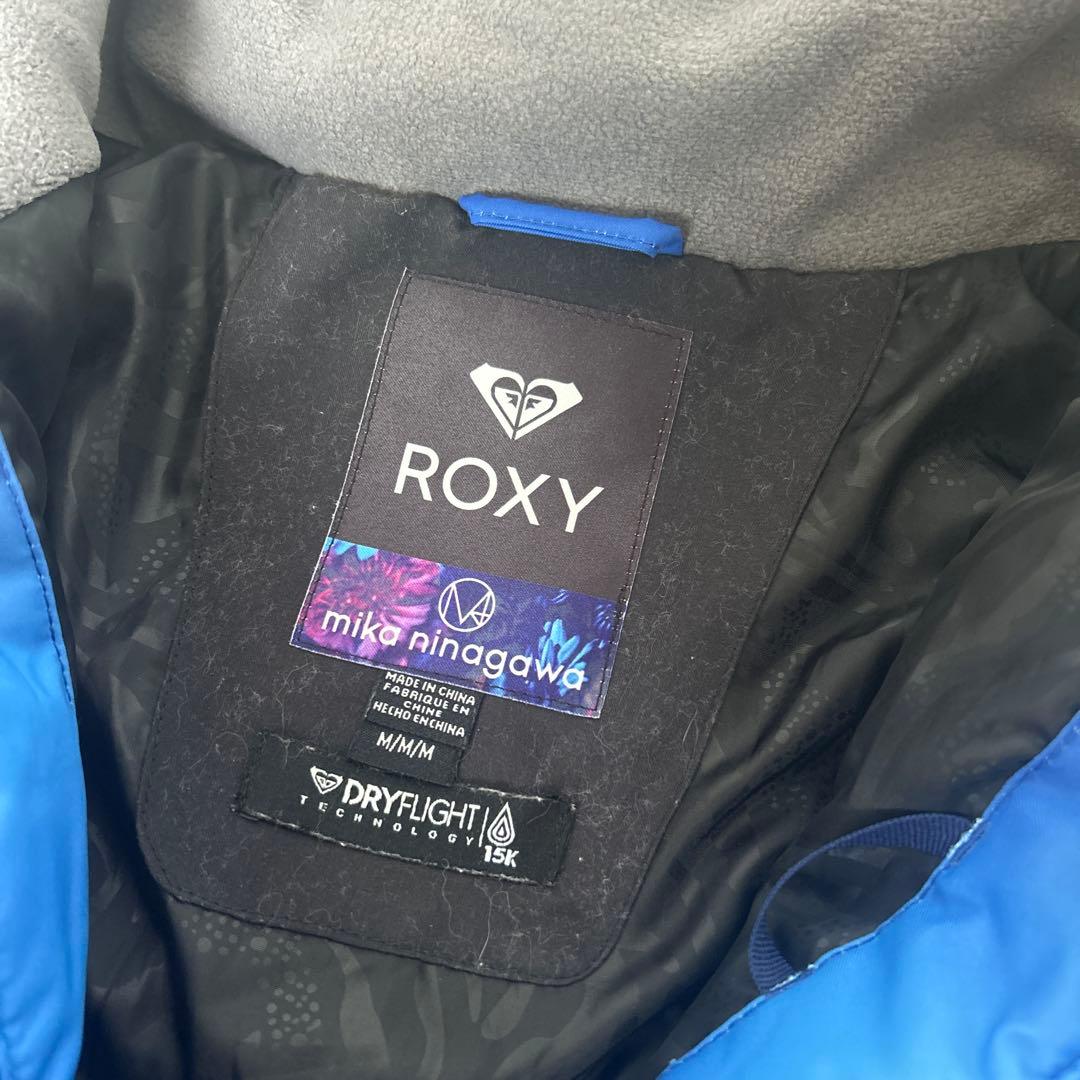 ROXY
mika ninagawa
MADE IN CHINA
FABRIQUE EN
CHINE
HECHO EN CHINA
M/M/M
DRYFLIGHT
TECHNOLOGY
15K